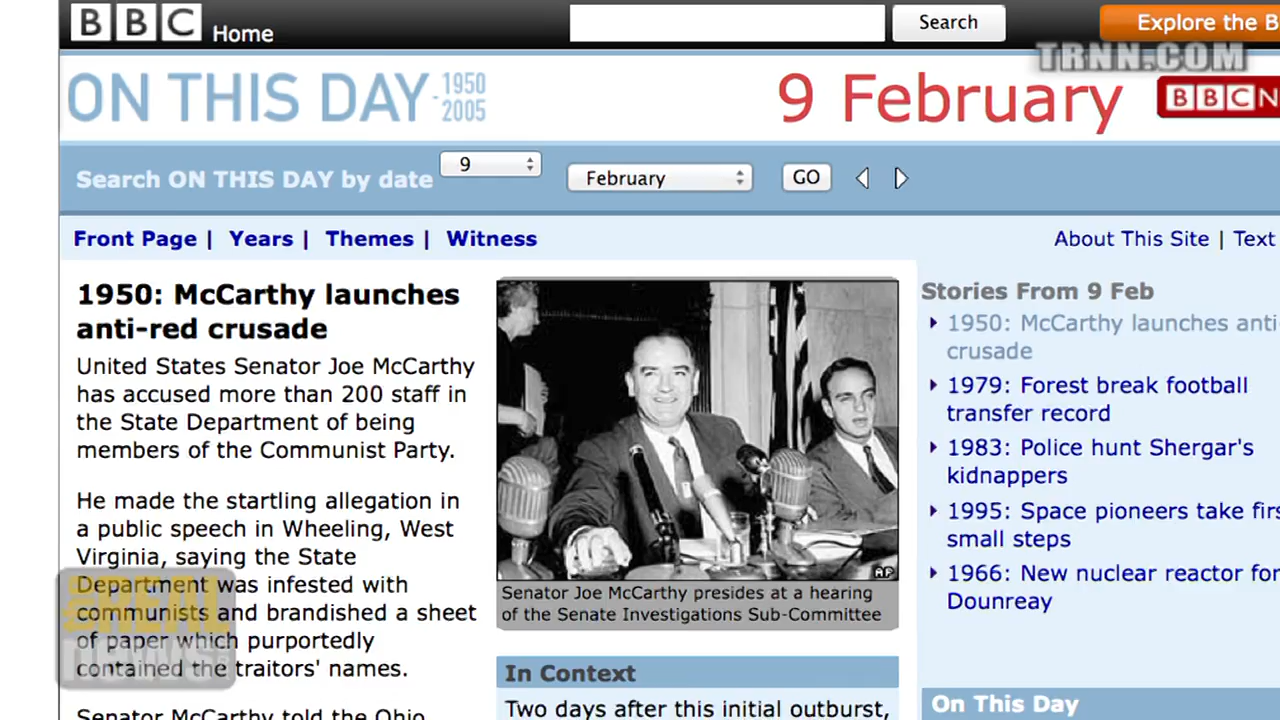 BBC Home
Search
Explore the B
TRNN.COM
ON THIS DAY 1950-2005
9 February
BBC N
Search ON THIS DAY by date
9
February
GO
Front Page | Years | Themes | Witness
About This Site | Text
1950: McCarthy launches
anti-red crusade
United States Senator Joe McCarthy
has accused more than 200 staff in
the State Department of being
members of the Communist Party.
He made the startling allegation in
a public speech in Wheeling, West
Virginia, saying the State
Department was infested with
communists and brandished a sheet
of paper which purportedly
contained the traitors' names.
Senator McCarthy told the Ohio
theREAL
news
AP
Senator Joe McCarthy presides at a hearing
of the Senate Investigations Sub-Committee
In Context
Two days after this initial outburst,
Stories From 9 Feb
1950: McCarthy launches anti-
crusade
1979: Forest break football
transfer record
1983: Police hunt Shergar's
kidnappers
1995: Space pioneers take firs
small steps
1966: New nuclear reactor for
Dounreay
On This Day